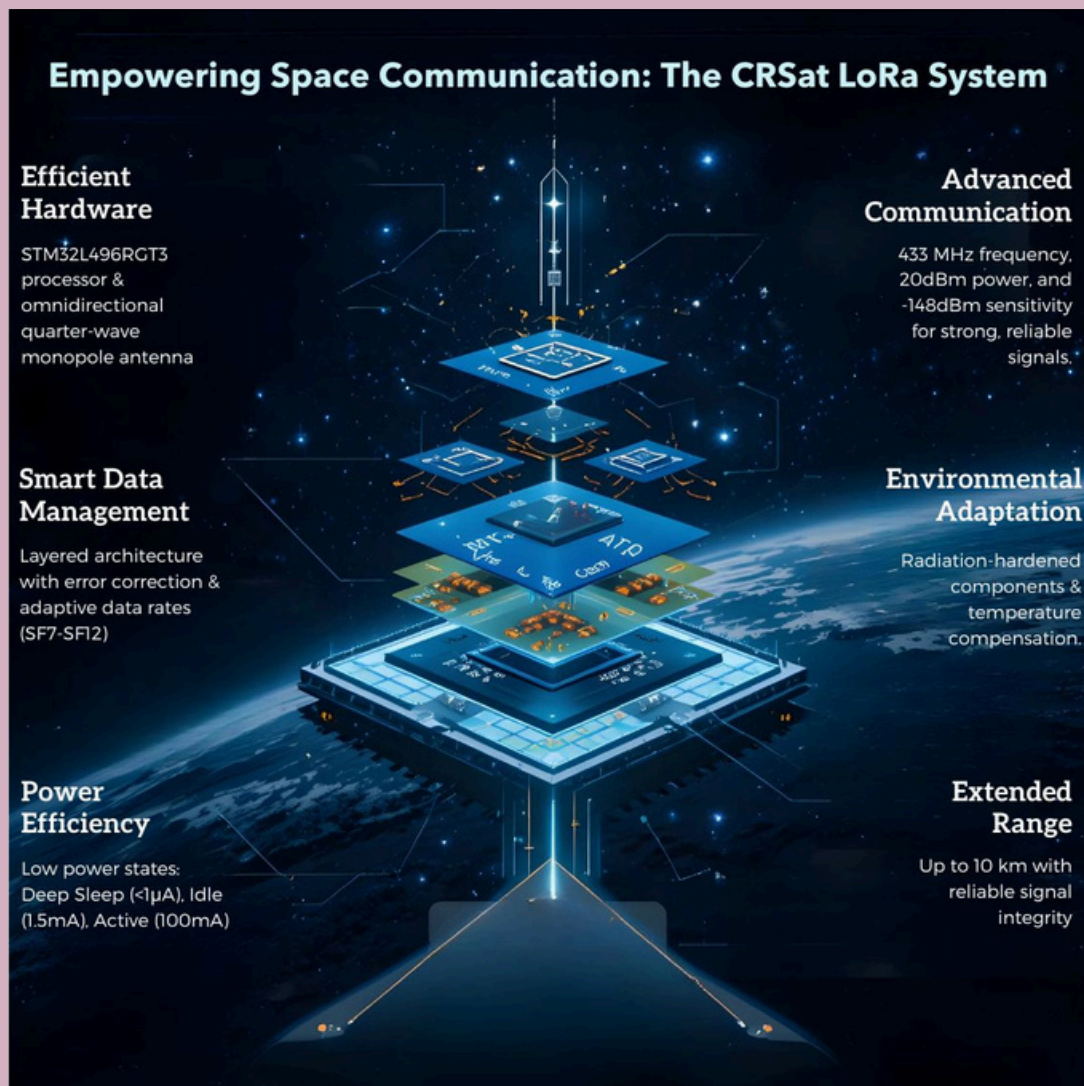 Empowering Space Communication: The CRSat LoRa System
Efficient
Hardware
STM32L496RGT3
processor &
omnidirectional
quarter-wave
monopole antenna
Advanced
Communication
433 MHz frequency,
20dBm power, and
-148dBm sensitivity
for strong, reliable
signals.
Smart Data
Management
Layered architecture
with error correction &
adaptive data rates
(SF7-SF12)
Environmental
Adaptation
Radiation-hardened
components &
temperature
compensation.
Power
Efficiency
Low power states:
Deep Sleep (<1μA), Idle
(1.5mA), Active (100mA)
Extended
Range
Up to 10 km with
reliable signal
integrity